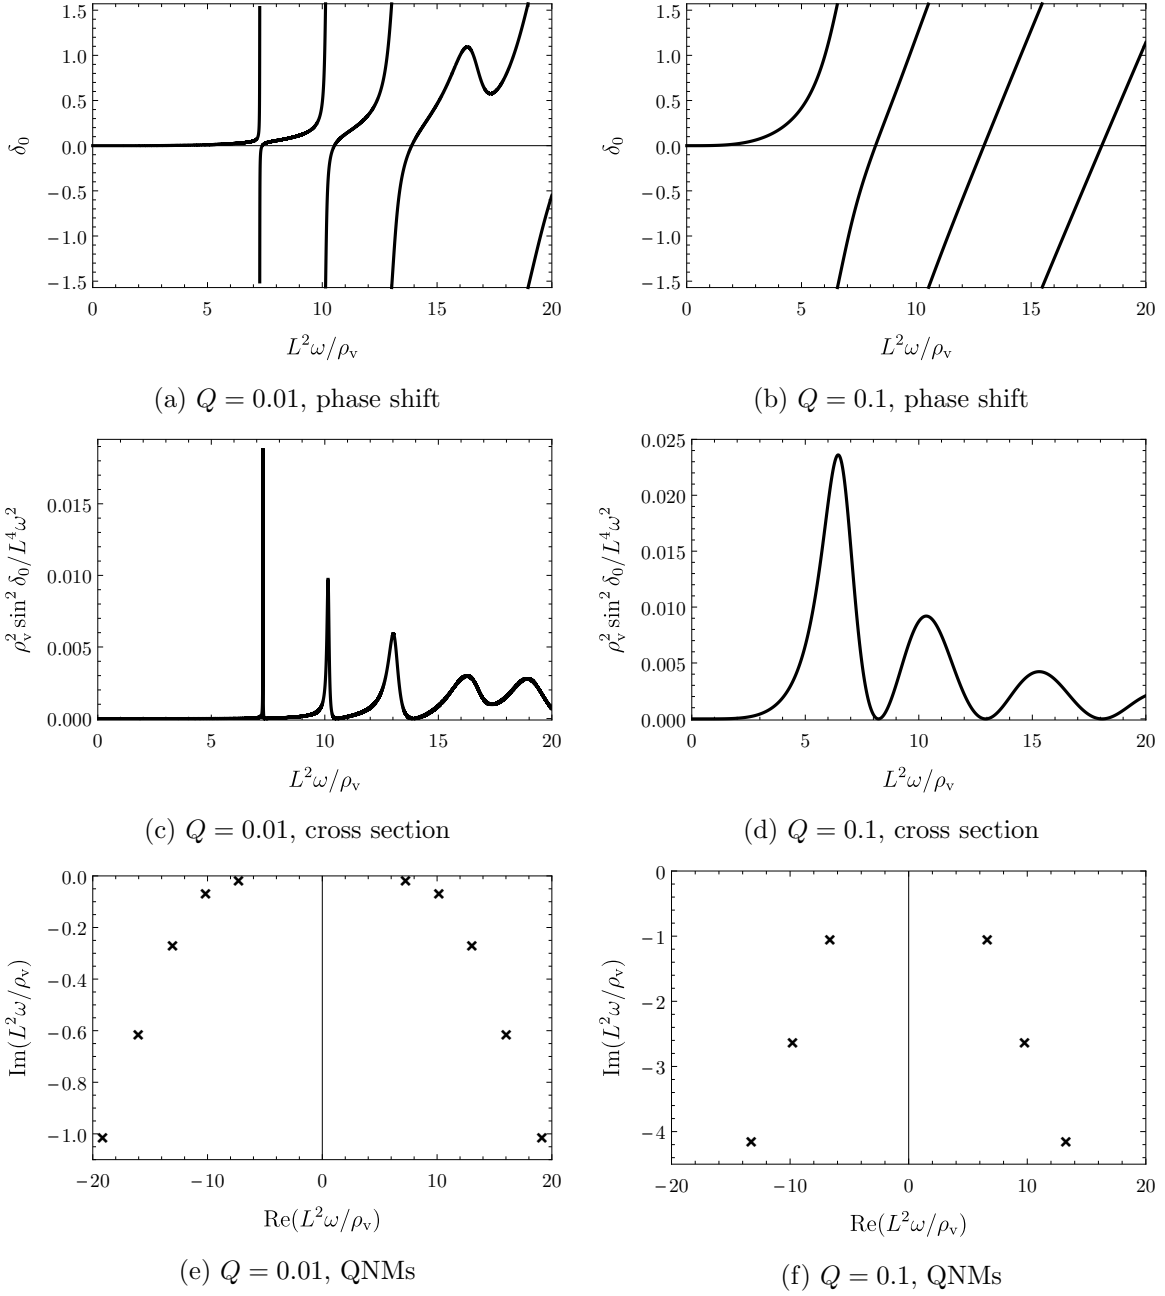 1.5
1.0
0.5
0.0
−0.5
−1.0
−1.5
δ₀
0 5 10 15 20
L²ω/ρᵥ
(a) Q = 0.01, phase shift
1.5
1.0
0.5
0.0
−0.5
−1.0
−1.5
δ₀
0 5 10 15 20
L²ω/ρᵥ
(b) Q = 0.1, phase shift
0.015
0.010
0.005
0.000
ρᵥ² sin² δ₀/L⁴ω²
0 5 10 15 20
L²ω/ρᵥ
(c) Q = 0.01, cross section
0.025
0.020
0.015
0.010
0.005
0.000
ρᵥ² sin² δ₀/L⁴ω²
0 5 10 15 20
L²ω/ρᵥ
(d) Q = 0.1, cross section
0.0
−0.2
−0.4
−0.6
−0.8
−1.0
Im(L²ω/ρᵥ)
−20 −10 0 10 20
Re(L²ω/ρᵥ)
(e) Q = 0.01, QNMs
0
−1
−2
−3
−4
Im(L²ω/ρᵥ)
−20 −10 0 10 20
Re(L²ω/ρᵥ)
(f) Q = 0.1, QNMs